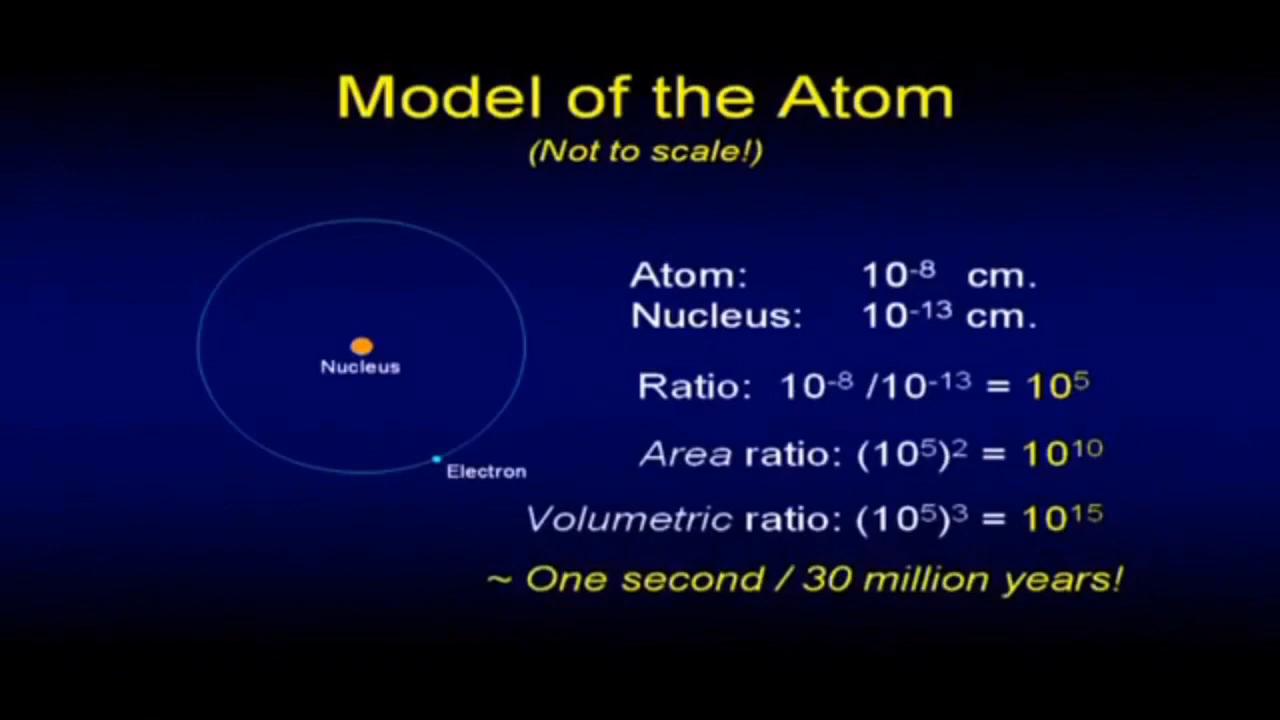 Model of the Atom
(Not to scale!)
Atom: 10⁻⁸ cm.
Nucleus: 10⁻¹³ cm.
Nucleus
Ratio: 10⁻⁸ /10⁻¹³ = 10⁵
Area ratio: (10⁵)² = 10¹⁰
Electron
Volumetric ratio: (10⁵)³ = 10¹⁵
~ One second / 30 million years!